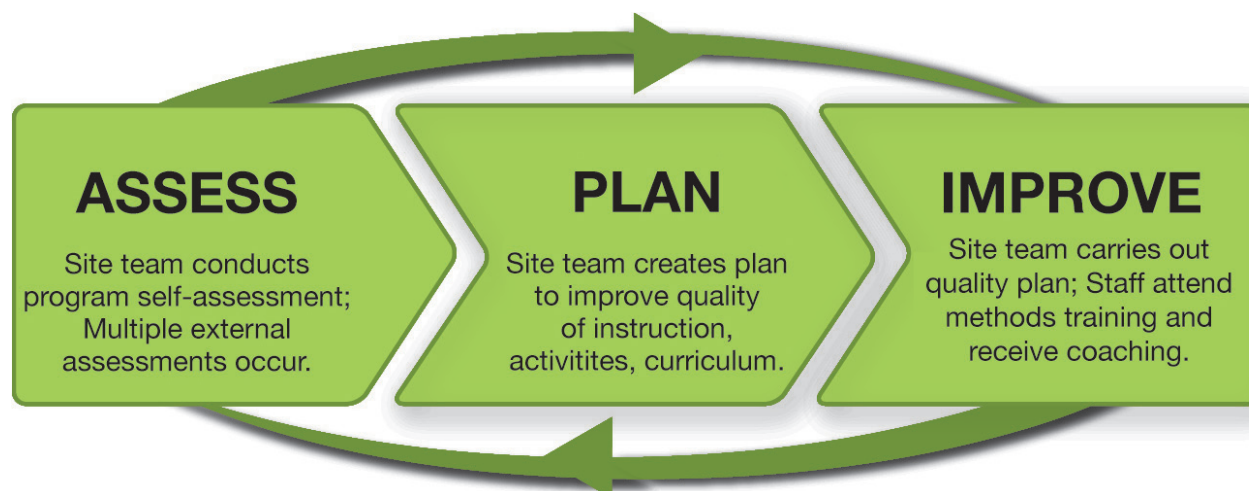 ASSESS
Site team conducts
program self-assessment;
Multiple external
assessments occur.
PLAN
Site team creates plan
to improve quality
of instruction,
activitites, curriculum.
IMPROVE
Site team carries out
quality plan; Staff attend
methods training and
receive coaching.